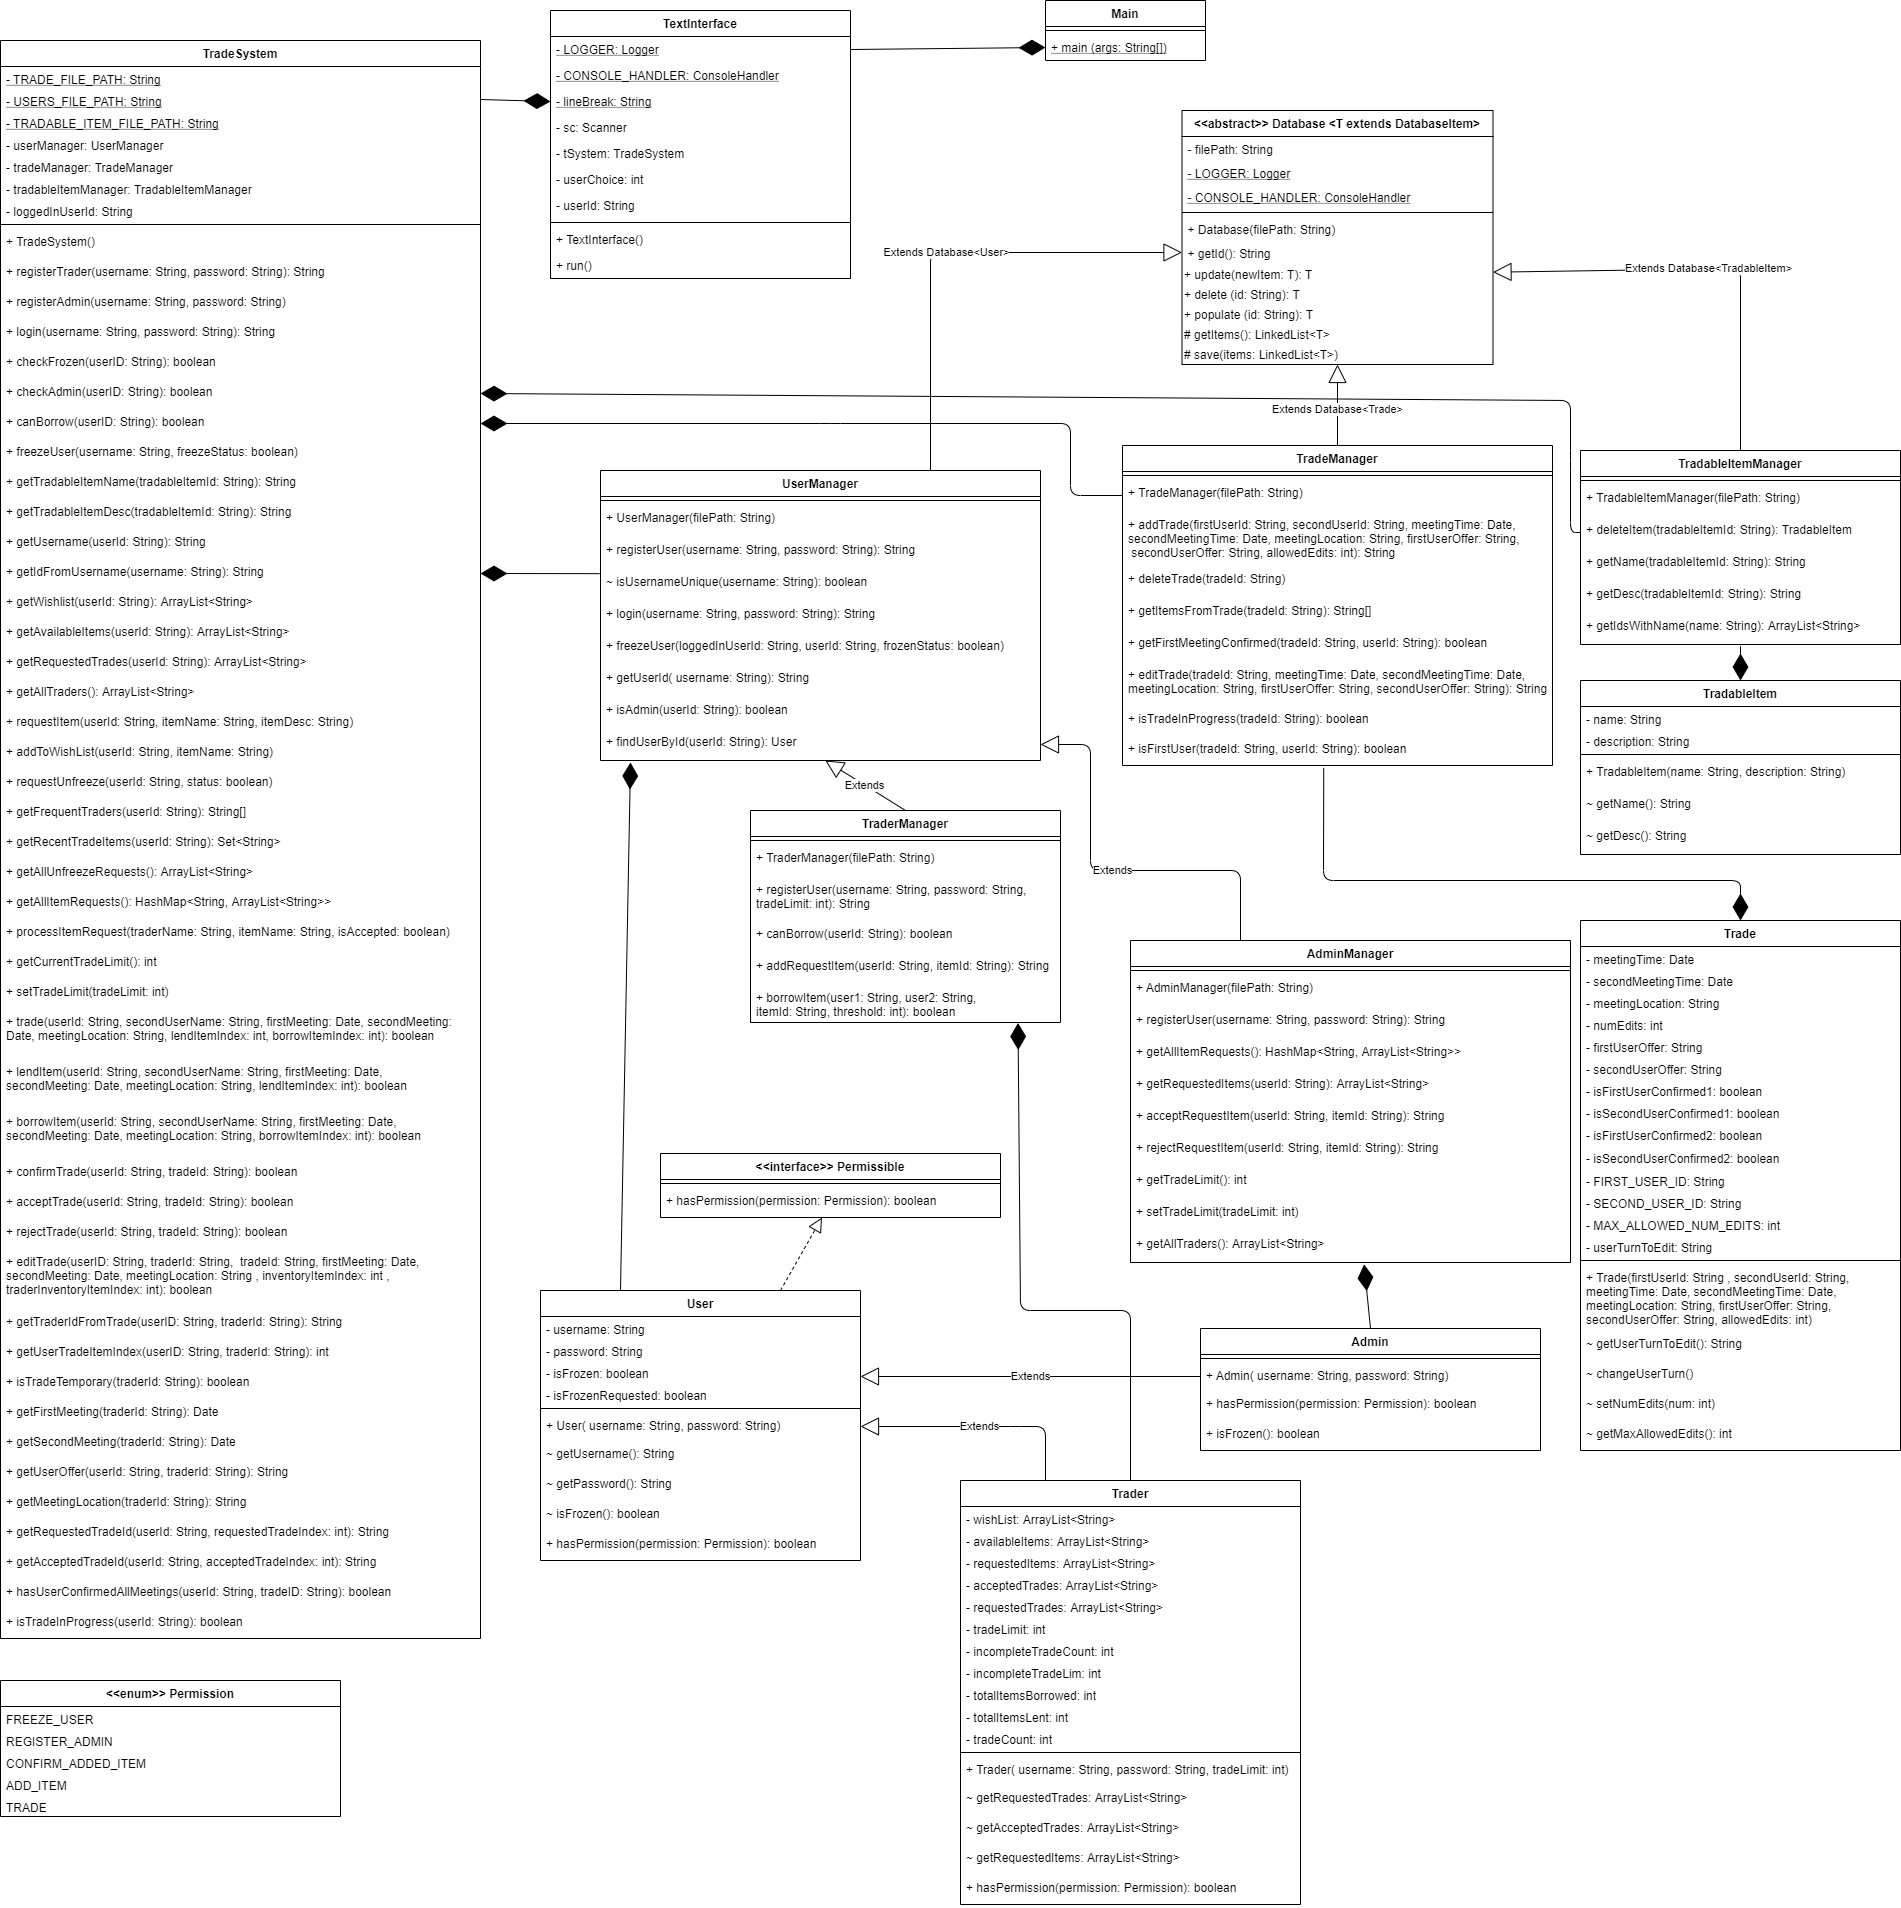 TradeSystem
- TRADE_FILE_PATH: String
- USERS_FILE_PATH: String
- TRADABLE_ITEM_FILE_PATH: String
- userManager: UserManager
- tradeManager: TradeManager
- tradableItemManager: TradableItemManager
- loggedInUserId: String
+ TradeSystem()
+ registerTrader(username: String, password: String): String
+ registerAdmin(username: String, password: String)
+ login(username: String, password: String): String
+ checkFrozen(userID: String): boolean
+ checkAdmin(userID: String): boolean
+ canBorrow(userID: String): boolean
+ freezeUser(username: String, freezeStatus: boolean)
+ getTradableItemName(tradableItemId: String): String
+ getTradableItemDesc(tradableItemId: String): String
+ getUsername(userId: String): String
+ getIdFromUsername(username: String): String
+ getWishlist(userId: String): ArrayList<String>
+ getAvailableItems(userId: String): ArrayList<String>
+ getRequestedTrades(userId: String): ArrayList<String>
+ getAllTraders(): ArrayList<String>
+ requestItem(userId: String, itemName: String, itemDesc: String)
+ addToWishList(userId: String, itemName: String)
+ requestUnfreeze(userId: String, status: boolean)
+ getFrequentTraders(userId: String): String[]
+ getRecentTradeItems(userId: String): Set<String>
+ getAllUnfreezeRequests(): ArrayList<String>
+ getAllItemRequests(): HashMap<String, ArrayList<String>>
+ processItemRequest(traderName: String, itemName: String, isAccepted: boolean)
+ getCurrentTradeLimit(): int
+ setTradeLimit(tradeLimit: int)
+ trade(userId: String, secondUserName: String, firstMeeting: Date, secondMeeting:
Date, meetingLocation: String, lendItemIndex: int, borrowItemIndex: int): boolean
+ lendItem(userId: String, secondUserName: String, firstMeeting: Date,
secondMeeting: Date, meetingLocation: String, lendItemIndex: int): boolean
+ borrowItem(userId: String, secondUserName: String, firstMeeting: Date,
secondMeeting: Date, meetingLocation: String, borrowItemIndex: int): boolean
+ confirmTrade(userId: String, tradeId: String): boolean
+ acceptTrade(userId: String, tradeId: String): boolean
+ rejectTrade(userId: String, tradeId: String): boolean
+ editTrade(userID: String, traderId: String,  tradeId: String, firstMeeting: Date,
secondMeeting: Date, meetingLocation: String , inventoryItemIndex: int ,
traderInventoryItemIndex: int): boolean
+ getTraderIdFromTrade(userID: String, traderId: String): String
+ getUserTradeItemIndex(userID: String, traderId: String): int
+ isTradeTemporary(traderId: String): boolean
+ getFirstMeeting(traderId: String): Date
+ getSecondMeeting(traderId: String): Date
+ getUserOffer(userId: String, traderId: String): String
+ getMeetingLocation(traderId: String): String
+ getRequestedTradeId(userId: String, requestedTradeIndex: int): String
+ getAcceptedTradeId(userId: String, acceptedTradeIndex: int): String
+ hasUserConfirmedAllMeetings(userId: String, tradeID: String): boolean
+ isTradeInProgress(userId: String): boolean
<<enum>> Permission
FREEZE_USER
REGISTER_ADMIN
CONFIRM_ADDED_ITEM
ADD_ITEM
TRADE
TextInterface
- LOGGER: Logger
- CONSOLE_HANDLER: ConsoleHandler
- lineBreak: String
- sc: Scanner
- tSystem: TradeSystem
- userChoice: int
- userId: String
+ TextInterface()
+ run()
Main
+ main (args: String[])
<<abstract>> Database <T extends DatabaseItem>
- filePath: String
- LOGGER: Logger
- CONSOLE_HANDLER: ConsoleHandler
+ Database(filePath: String)
+ getId(): String
+ update(newItem: T): T
+ delete (id: String): T
+ populate (id: String): T
# getItems(): LinkedList<T>
# save(items: LinkedList<T>)
Extends Database<User>
Extends Database<TradableItem>
Extends Database<Trade>
UserManager
+ UserManager(filePath: String)
+ registerUser(username: String, password: String): String
~ isUsernameUnique(username: String): boolean
+ login(username: String, password: String): String
+ freezeUser(loggedInUserId: String, userId: String, frozenStatus: boolean)
+ getUserId( username: String): String
+ isAdmin(userId: String): boolean
+ findUserById(userId: String): User
TradeManager
+ TradeManager(filePath: String)
+ addTrade(firstUserId: String, secondUserId: String, meetingTime: Date,
secondMeetingTime: Date, meetingLocation: String, firstUserOffer: String,
secondUserOffer: String, allowedEdits: int): String
+ deleteTrade(tradeId: String)
+ getItemsFromTrade(tradeId: String): String[]
+ getFirstMeetingConfirmed(tradeId: String, userId: String): boolean
+ editTrade(tradeId: String, meetingTime: Date, secondMeetingTime: Date,
meetingLocation: String, firstUserOffer: String, secondUserOffer: String): String
+ isTradeInProgress(tradeId: String): boolean
+ isFirstUser(tradeId: String, userId: String): boolean
TradableItemManager
+ TradableItemManager(filePath: String)
+ deleteItem(tradableItemId: String): TradableItem
+ getName(tradableItemId: String): String
+ getDesc(tradableItemId: String): String
+ getIdsWithName(name: String): ArrayList<String>
TradableItem
- name: String
- description: String
+ TradableItem(name: String, description: String)
~ getName(): String
~ getDesc(): String
Extends
TraderManager
+ TraderManager(filePath: String)
+ registerUser(username: String, password: String,
tradeLimit: int): String
+ canBorrow(userId: String): boolean
+ addRequestItem(userId: String, itemId: String): String
+ borrowItem(user1: String, user2: String,
itemId: String, threshold: int): boolean
Extends
AdminManager
+ AdminManager(filePath: String)
+ registerUser(username: String, password: String): String
+ getAllItemRequests(): HashMap<String, ArrayList<String>>
+ getRequestedItems(userId: String): ArrayList<String>
+ acceptRequestItem(userId: String, itemId: String): String
+ rejectRequestItem(userId: String, itemId: String): String
+ getTradeLimit(): int
+ setTradeLimit(tradeLimit: int)
+ getAllTraders(): ArrayList<String>
Trade
- meetingTime: Date
- secondMeetingTime: Date
- meetingLocation: String
- numEdits: int
- firstUserOffer: String
- secondUserOffer: String
- isFirstUserConfirmed1: boolean
- isSecondUserConfirmed1: boolean
- isFirstUserConfirmed2: boolean
- isSecondUserConfirmed2: boolean
- FIRST_USER_ID: String
- SECOND_USER_ID: String
- MAX_ALLOWED_NUM_EDITS: int
- userTurnToEdit: String
+ Trade(firstUserId: String , secondUserId: String,
meetingTime: Date, secondMeetingTime: Date,
meetingLocation: String, firstUserOffer: String,
secondUserOffer: String, allowedEdits: int)
~ getUserTurnToEdit(): String
~ changeUserTurn()
~ setNumEdits(num: int)
~ getMaxAllowedEdits(): int
<<interface>> Permissible
+ hasPermission(permission: Permission): boolean
User
- username: String
- password: String
- isFrozen: boolean
- isFrozenRequested: boolean
+ User( username: String, password: String)
~ getUsername(): String
~ getPassword(): String
~ isFrozen(): boolean
+ hasPermission(permission: Permission): boolean
Extends
Extends
Admin
+ Admin( username: String, password: String)
+ hasPermission(permission: Permission): boolean
+ isFrozen(): boolean
Trader
- wishList: ArrayList<String>
- availableItems: ArrayList<String>
- requestedItems: ArrayList<String>
- acceptedTrades: ArrayList<String>
- requestedTrades: ArrayList<String>
- tradeLimit: int
- incompleteTradeCount: int
- incompleteTradeLim: int
- totalItemsBorrowed: int
- totalItemsLent: int
- tradeCount: int
+ Trader( username: String, password: String, tradeLimit: int)
~ getRequestedTrades: ArrayList<String>
~ getAcceptedTrades: ArrayList<String>
~ getRequestedItems: ArrayList<String>
+ hasPermission(permission: Permission): boolean